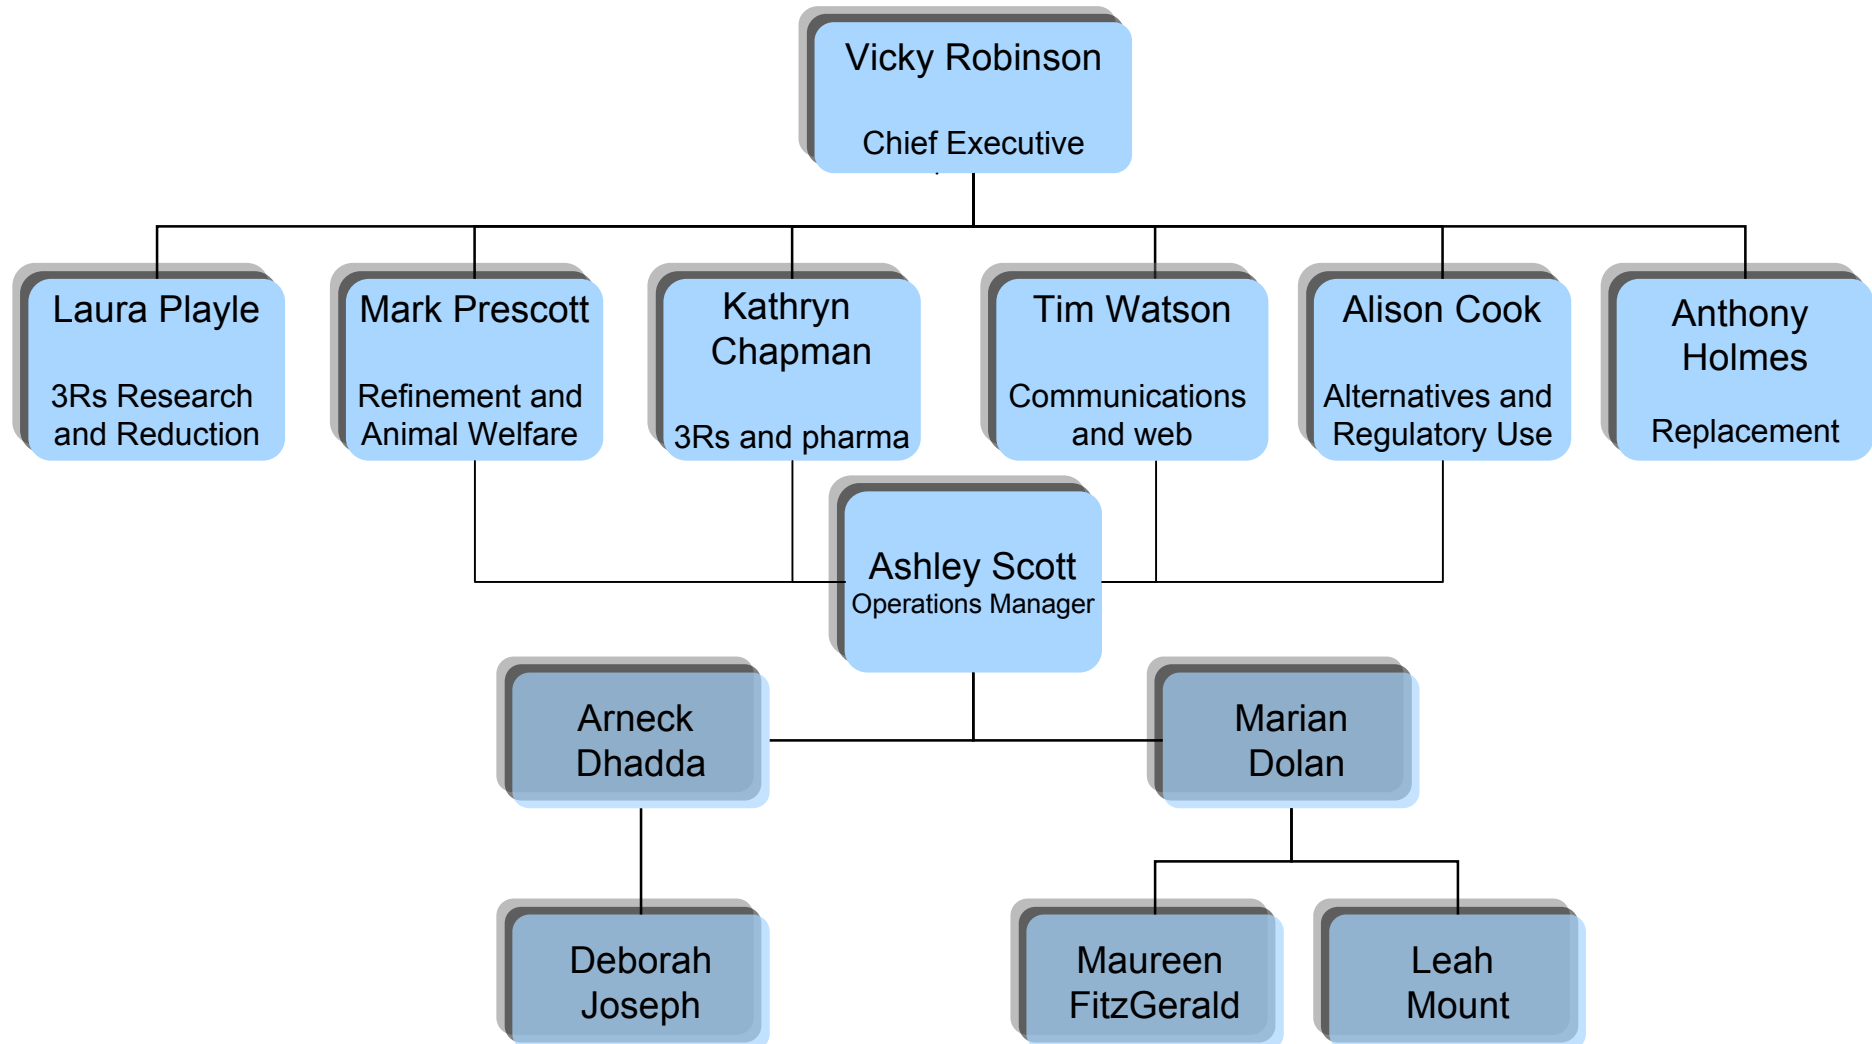 Vicky Robinson
Chief Executive
Laura Playle
3Rs Research
and Reduction
Mark Prescott
Refinement and
Animal Welfare
Kathryn
Chapman
3Rs and pharma
Tim Watson
Communications
and web
Alison Cook
Alternatives and
Regulatory Use
Anthony
Holmes
Replacement
Ashley Scott
Operations Manager
Arneck
Dhadda
Marian
Dolan
Deborah
Joseph
Maureen
FitzGerald
Leah
Mount